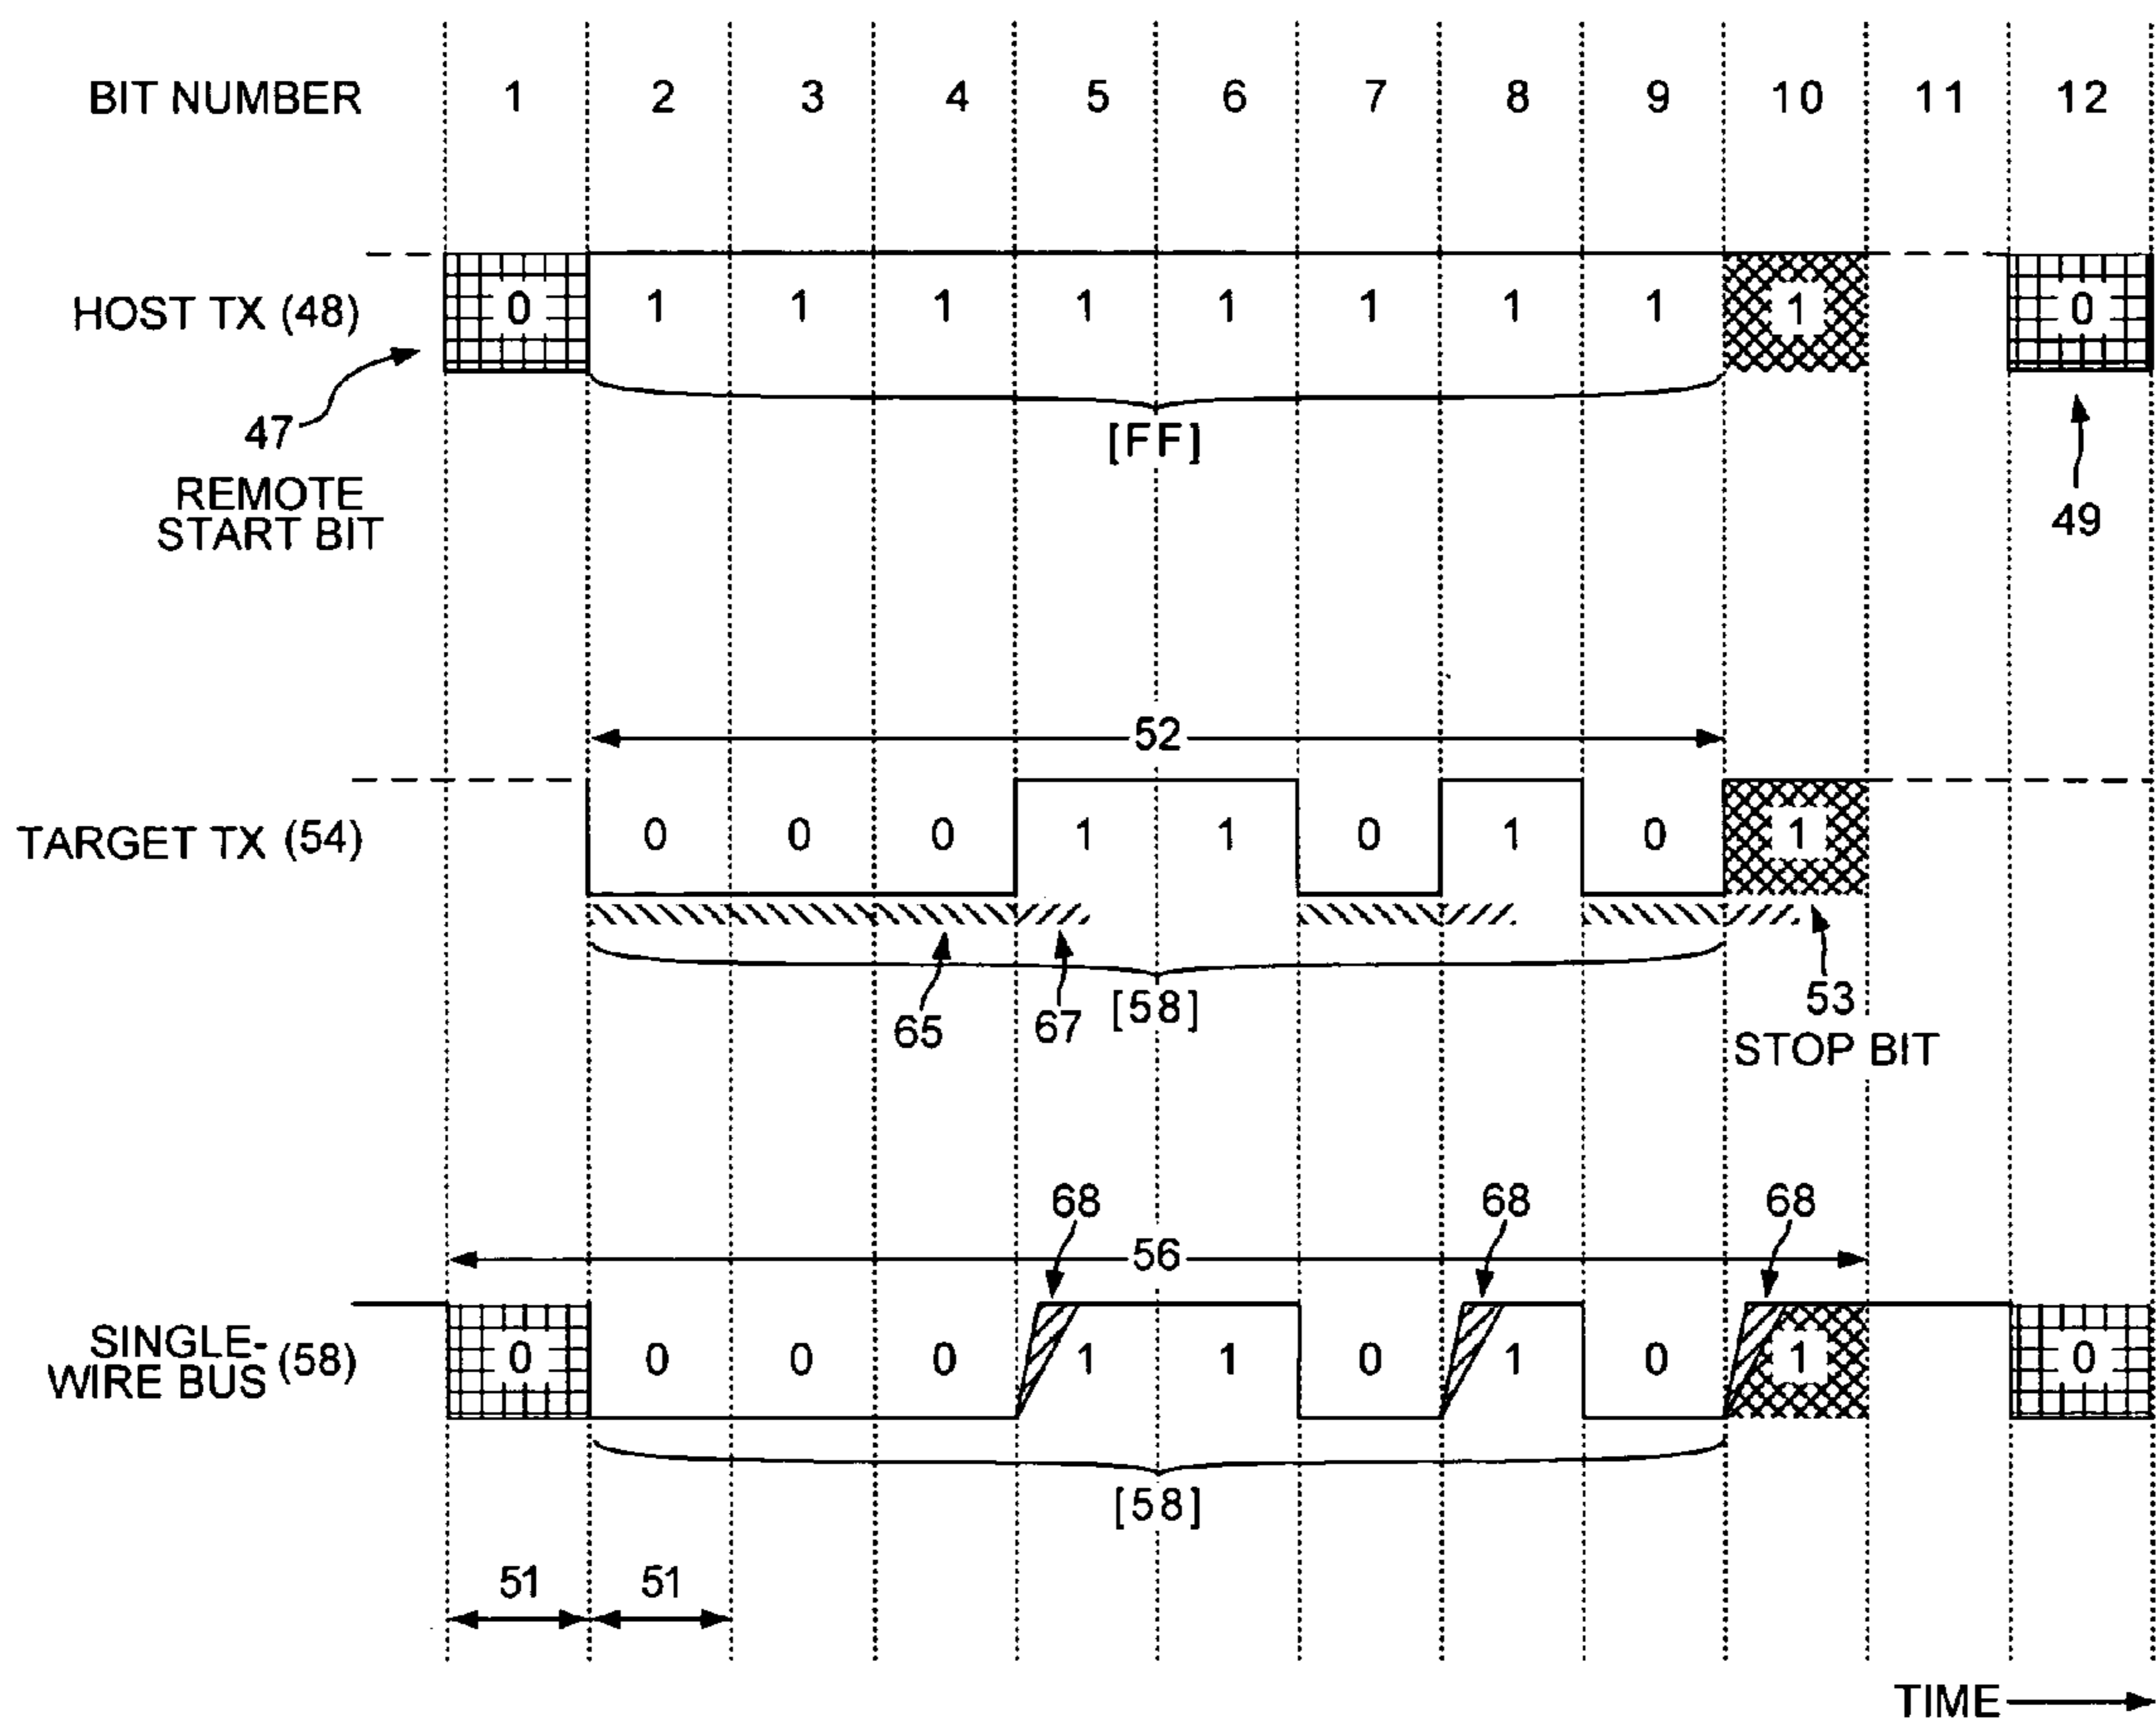 BIT NUMBER 1 2 3 4 5 6 7 8 9 10 11 12
HOST TX (48) 0 1 1 1 1 1 1 1 1 1 0
47
REMOTE
START BIT
[FF]
49
52
TARGET TX (54) 0 0 0 1 1 0 1 0 1
65
67
[58]
53
STOP BIT
68 68 68
56
SINGLE-
WIRE BUS (58) 0 0 0 0 1 1 0 1 0 1 0
[58]
51 51
TIME